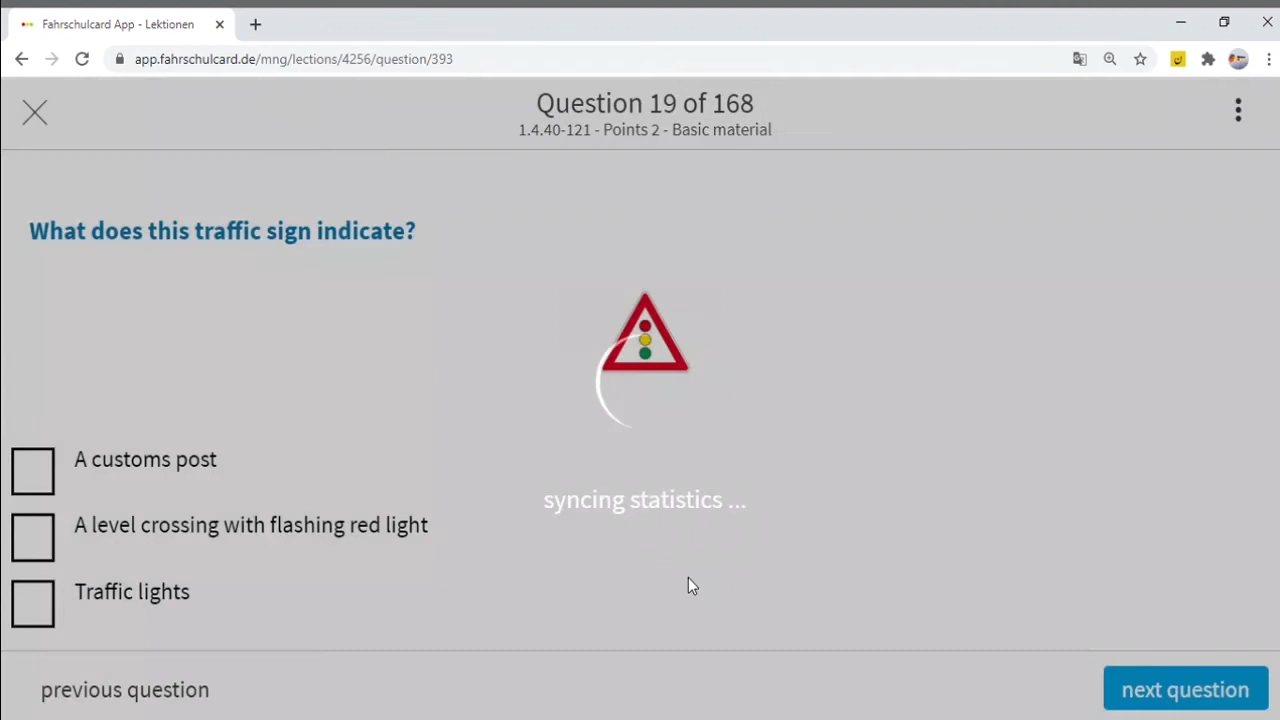 Fahrschulcard App - Lektionen
app.fahrschulcard.de/mng/lections/4256/question/393
Question 19 of 168
1.4.40-121 - Points 2 - Basic material
What does this traffic sign indicate?
A customs post
A level crossing with flashing red light
syncing statistics ...
Traffic lights
previous question
next question